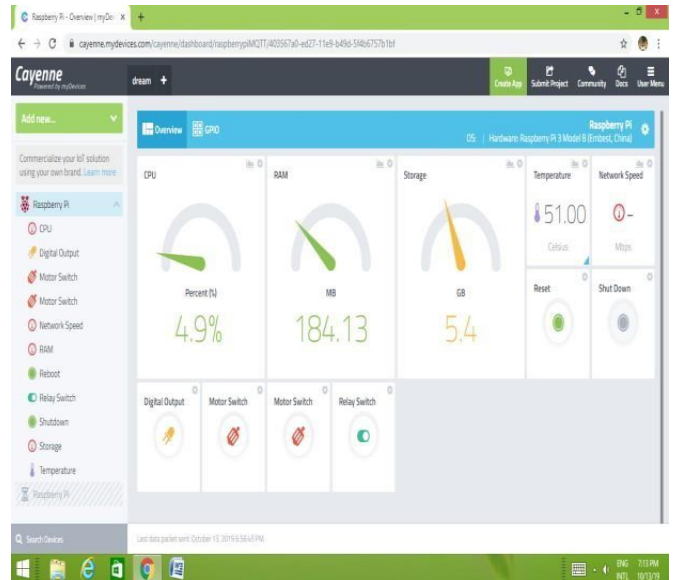 Raspberry Pi - Overview | myDe
cayenne.mydevices.com/cayenne/dashboard/raspberrypiMQTT/403567a0-ed27-11e9-b49d-5f4b6757b1bf
Cayenne
Powered by myDevices
dream +
Create App
Submit Project
Community
Docs
User Menu
Add new...
Overview
GPIO
Raspberry Pi
OS: | Hardware: Raspberry Pi 3 Model B (Embest, China)
Commercialize your IoT solution
using your own brand. Learn more
Raspberry Pi
CPU
Digital Output
Motor Switch
Motor Switch
Network Speed
RAM
Reboot
Relay Switch
Shutdown
Storage
Temperature
Raspberry Pi
CPU
Percent (%)
4.9%
RAM
MB
184.13
Storage
GB
5.4
Temperature
51.00
Celsius
Network Speed
-
Mbps
Reset
Shut Down
Digital Output
Motor Switch
Motor Switch
Relay Switch
Search Devices
Last data packet sent: October 13, 2019 6:56:45 PM
ENG 7:13 PM
INTL 10/13/19